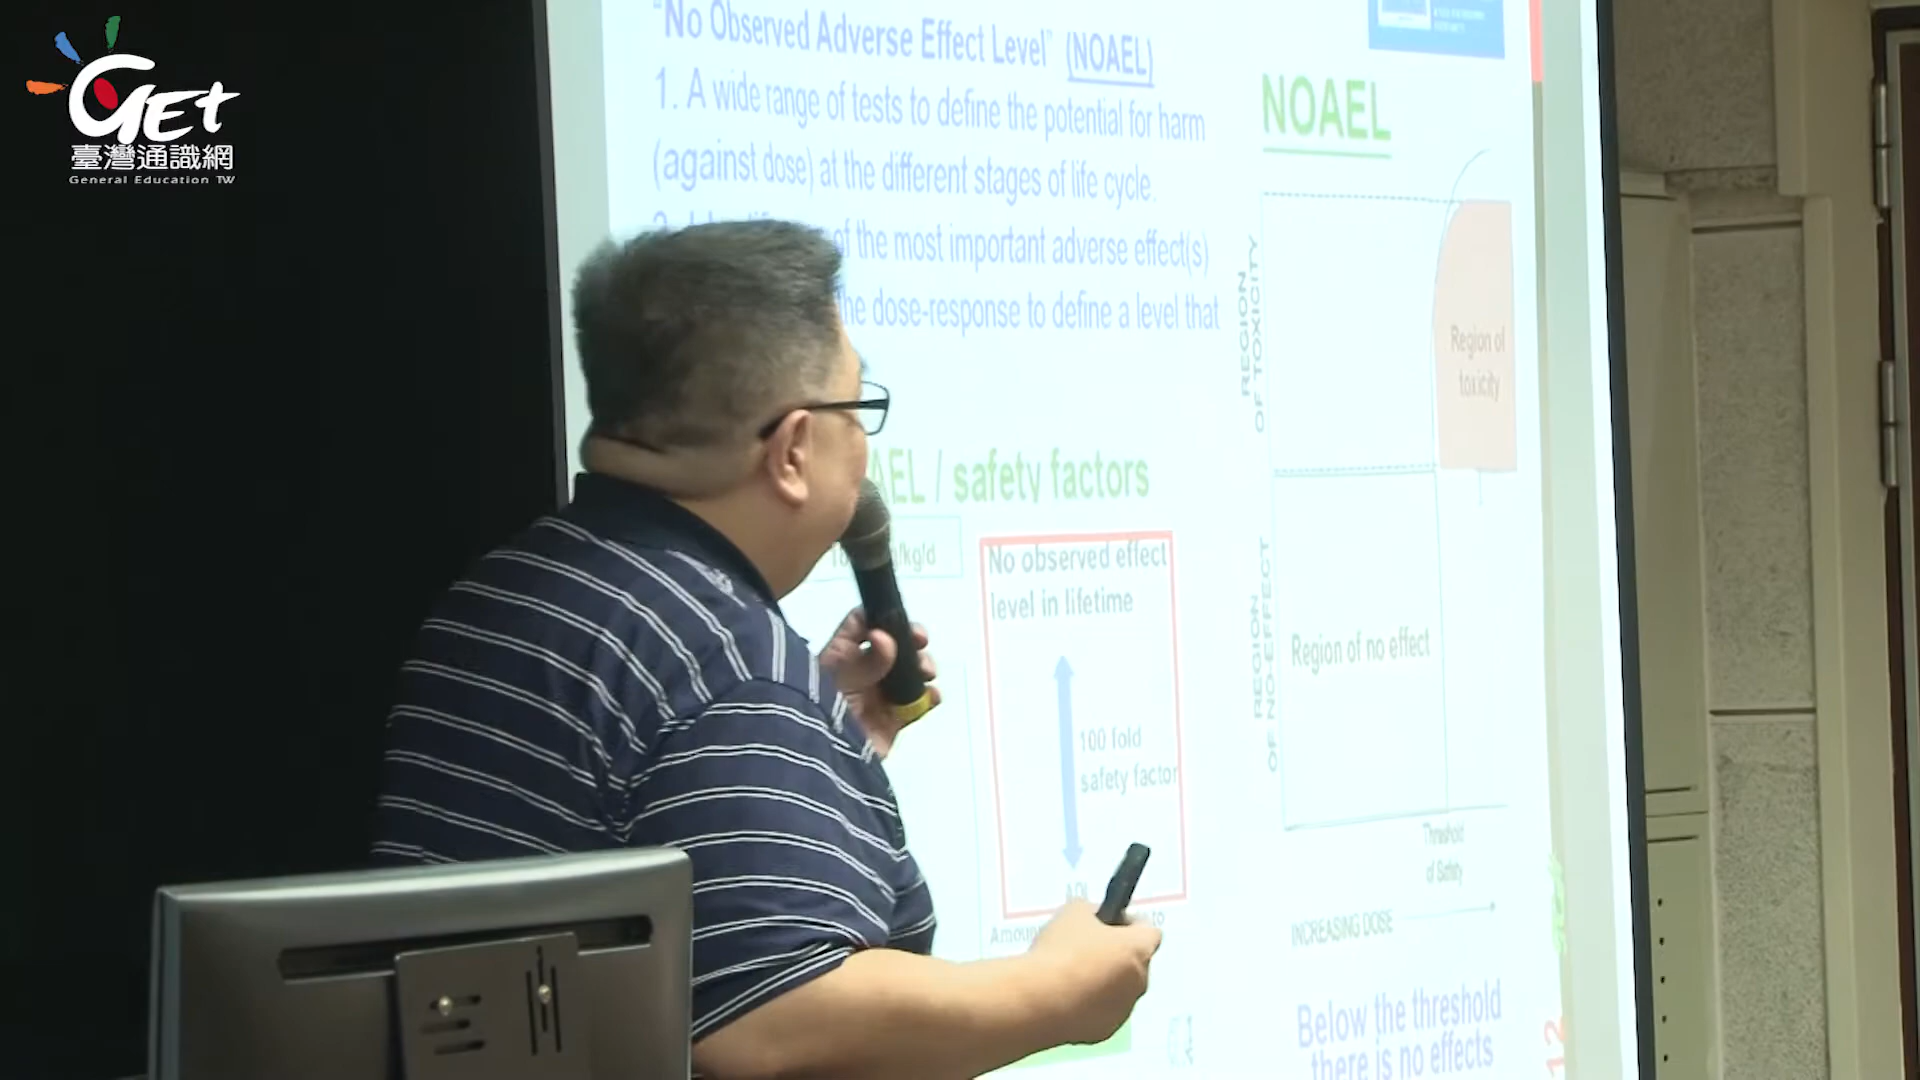 GET
臺灣通識網
General Education TW
"No Observed Adverse Effect Level" (NOAEL)
1. A wide range of tests to define the potential for harm
(against dose) at the different stages of life cycle.
of the most important adverse effect(s)
the dose-response to define a level that
AEL / safety factors
No observed effect
level in lifetime
100 fold
safety factor
ADI
to
NOAEL
REGION
OF TOXICITY
Region of
toxicity
REGION
OF NO-EFFECT
Region of no effect
Threshold
of Safety
INCREASING DOSE
Below the threshold
there is no effects
12